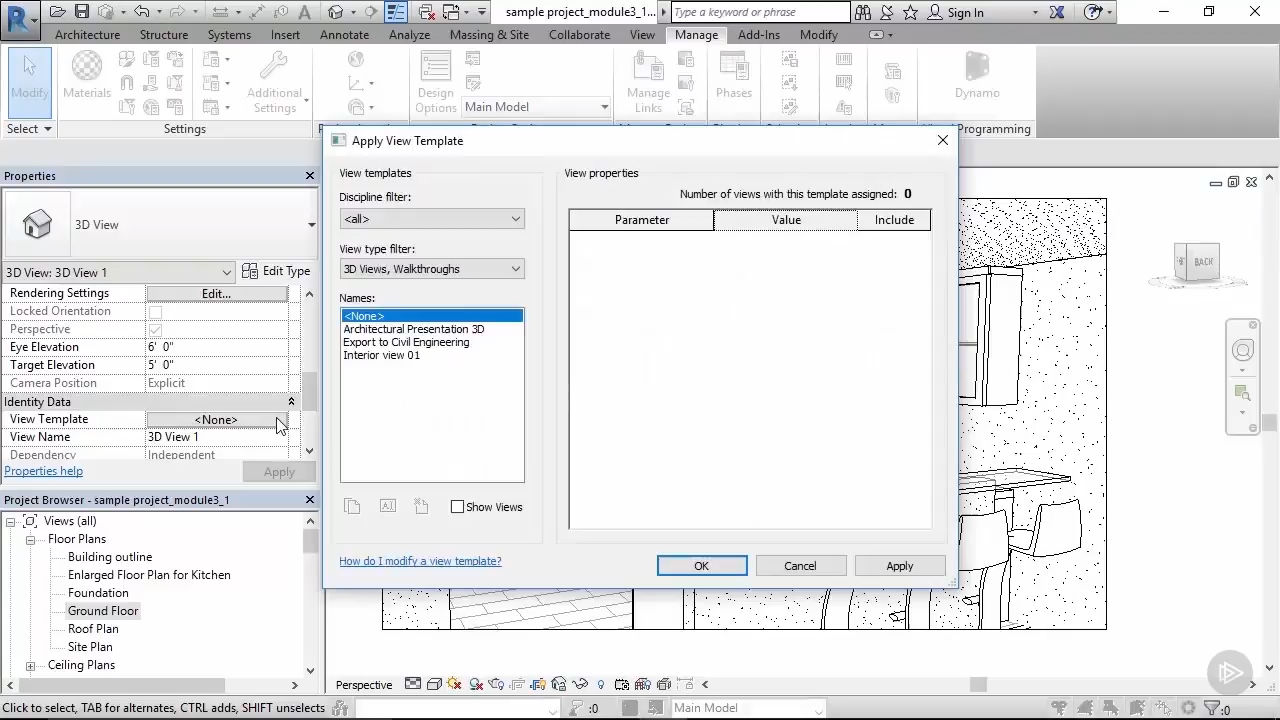 sample project_module3_1...
Type a keyword or phrase
Sign In
Architecture Structure Systems Insert Annotate Analyze Massing & Site Collaborate View Manage Add-Ins Modify
Modify
Materials
Additional
Settings
Design
Options
Main Model
Manage
Links
Phases
Dynamo
Select
Settings
Programming
Properties
3D View
3D View: 3D View 1
Edit Type
Rendering Settings Edit...
Locked Orientation
Perspective
Eye Elevation 6' 0"
Target Elevation 5' 0"
Camera Position Explicit
Identity Data
View Template <None>
View Name 3D View 1
Dependency Independent
Properties help
Apply
Project Browser - sample project_module3_1
Views (all)
Floor Plans
Building outline
Enlarged Floor Plan for Kitchen
Foundation
Ground Floor
Roof Plan
Site Plan
Ceiling Plans
Apply View Template
View templates
Discipline filter:
<all>
View type filter:
3D Views, Walkthroughs
Names:
<None>
Architectural Presentation 3D
Export to Civil Engineering
Interior view 01
Show Views
How do I modify a view template?
View properties
Number of views with this template assigned: 0
Parameter Value Include
OK
Cancel
Apply
BACK
Perspective
Click to select, TAB for alternates, CTRL adds, SHIFT unselects
:0
Main Model
:0